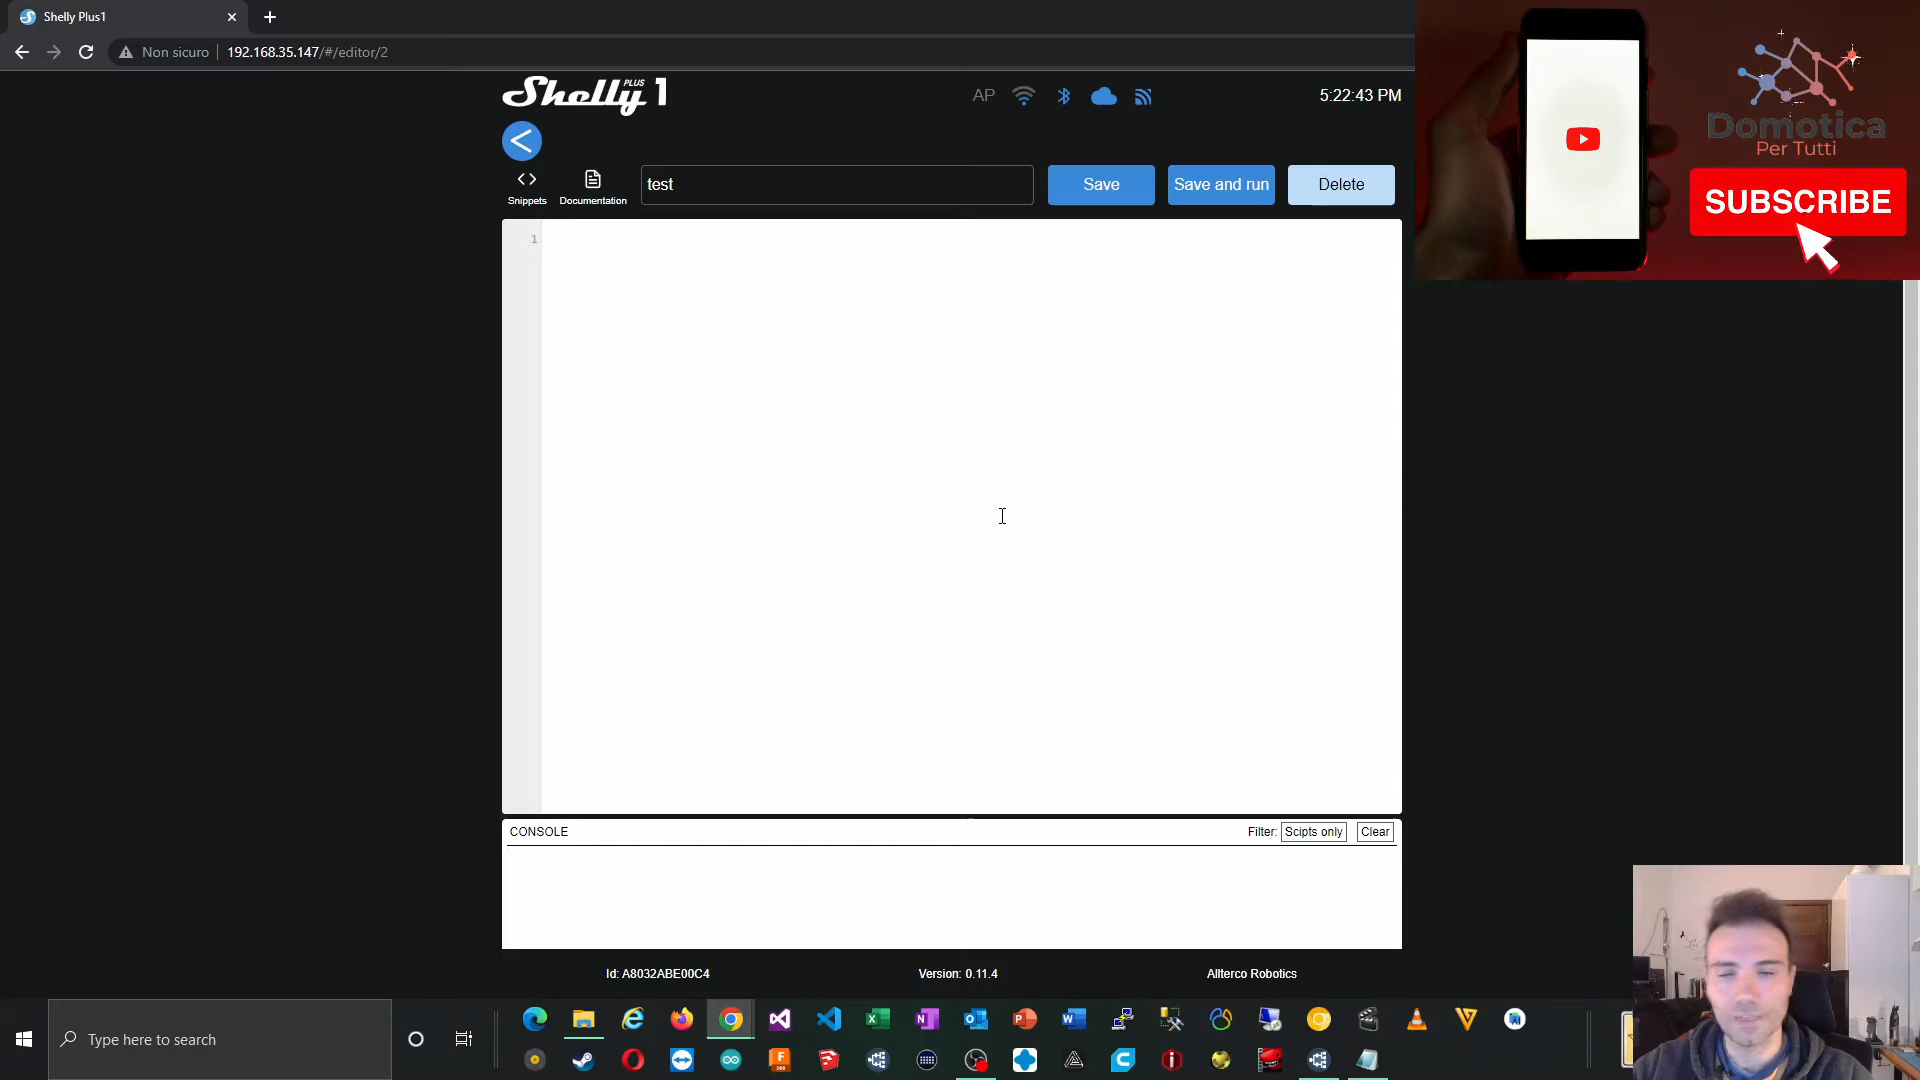 Shelly Plus1
Non sicuro
192.168.35.147/#/editor/2
Shelly PLUS 1
AP
5:22:43 PM
Snippets
Documentation
test
Save
Save and run
Delete
1
CONSOLE
Filter: Scipts only Clear
Id: A8032ABE00C4
Version: 0.11.4
Allterco Robotics
Domotica
Per Tutti
SUBSCRIBE
Type here to search